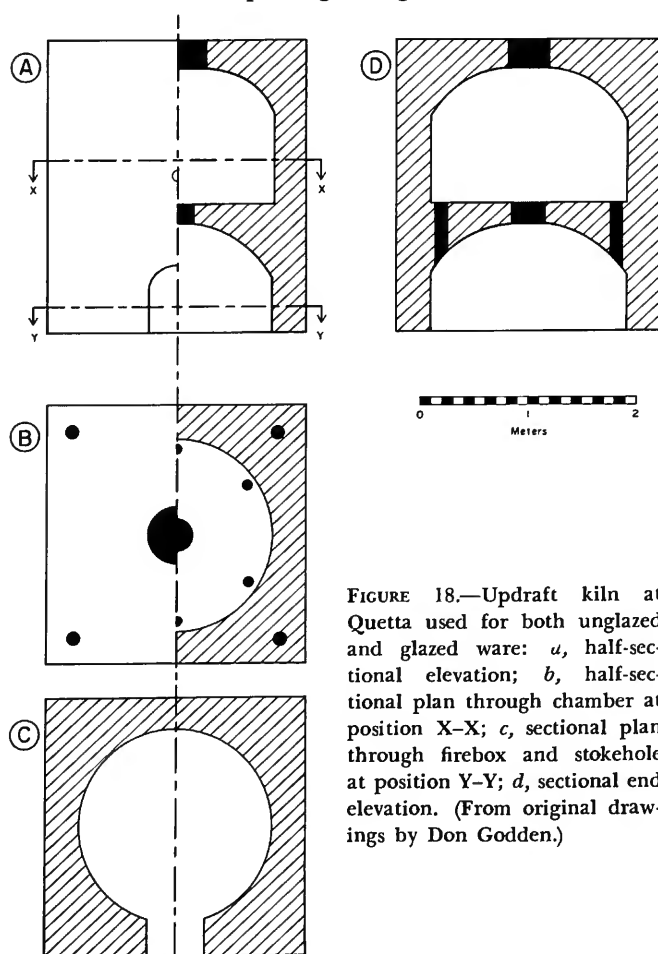 A
D
X
X
Y
Y
B
0
1
2
Meters
FIGURE 18.—Updraft kiln at
Quetta used for both unglazed
and glazed ware: a, half-sec-
tional elevation; b, half-sec-
tional plan through chamber at
position X–X; c, sectional plan
through firebox and stokehole
at position Y–Y; d, sectional end
elevation. (From original draw-
ings by Don Godden.)
C